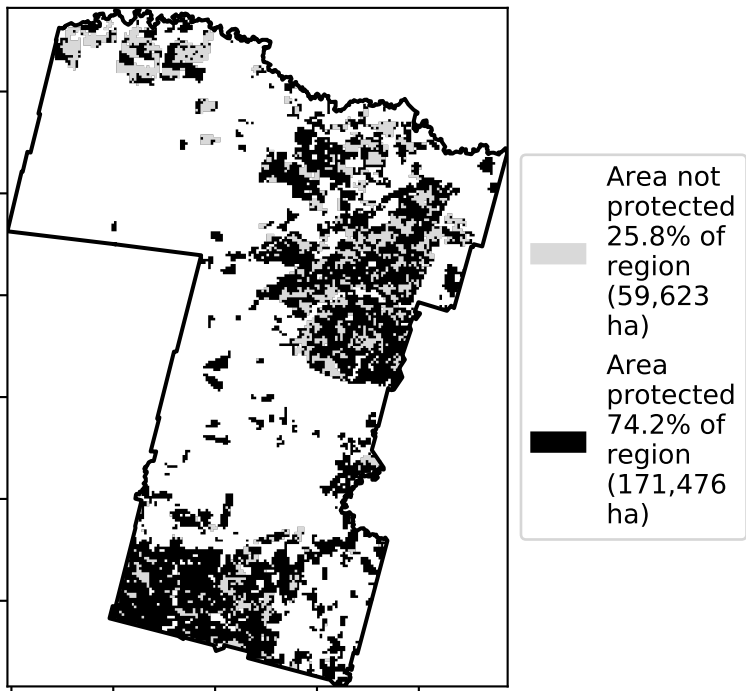 Area not
protected
25.8% of
region
(59,623
ha)
Area
protected
74.2% of
region
(171,476
ha)